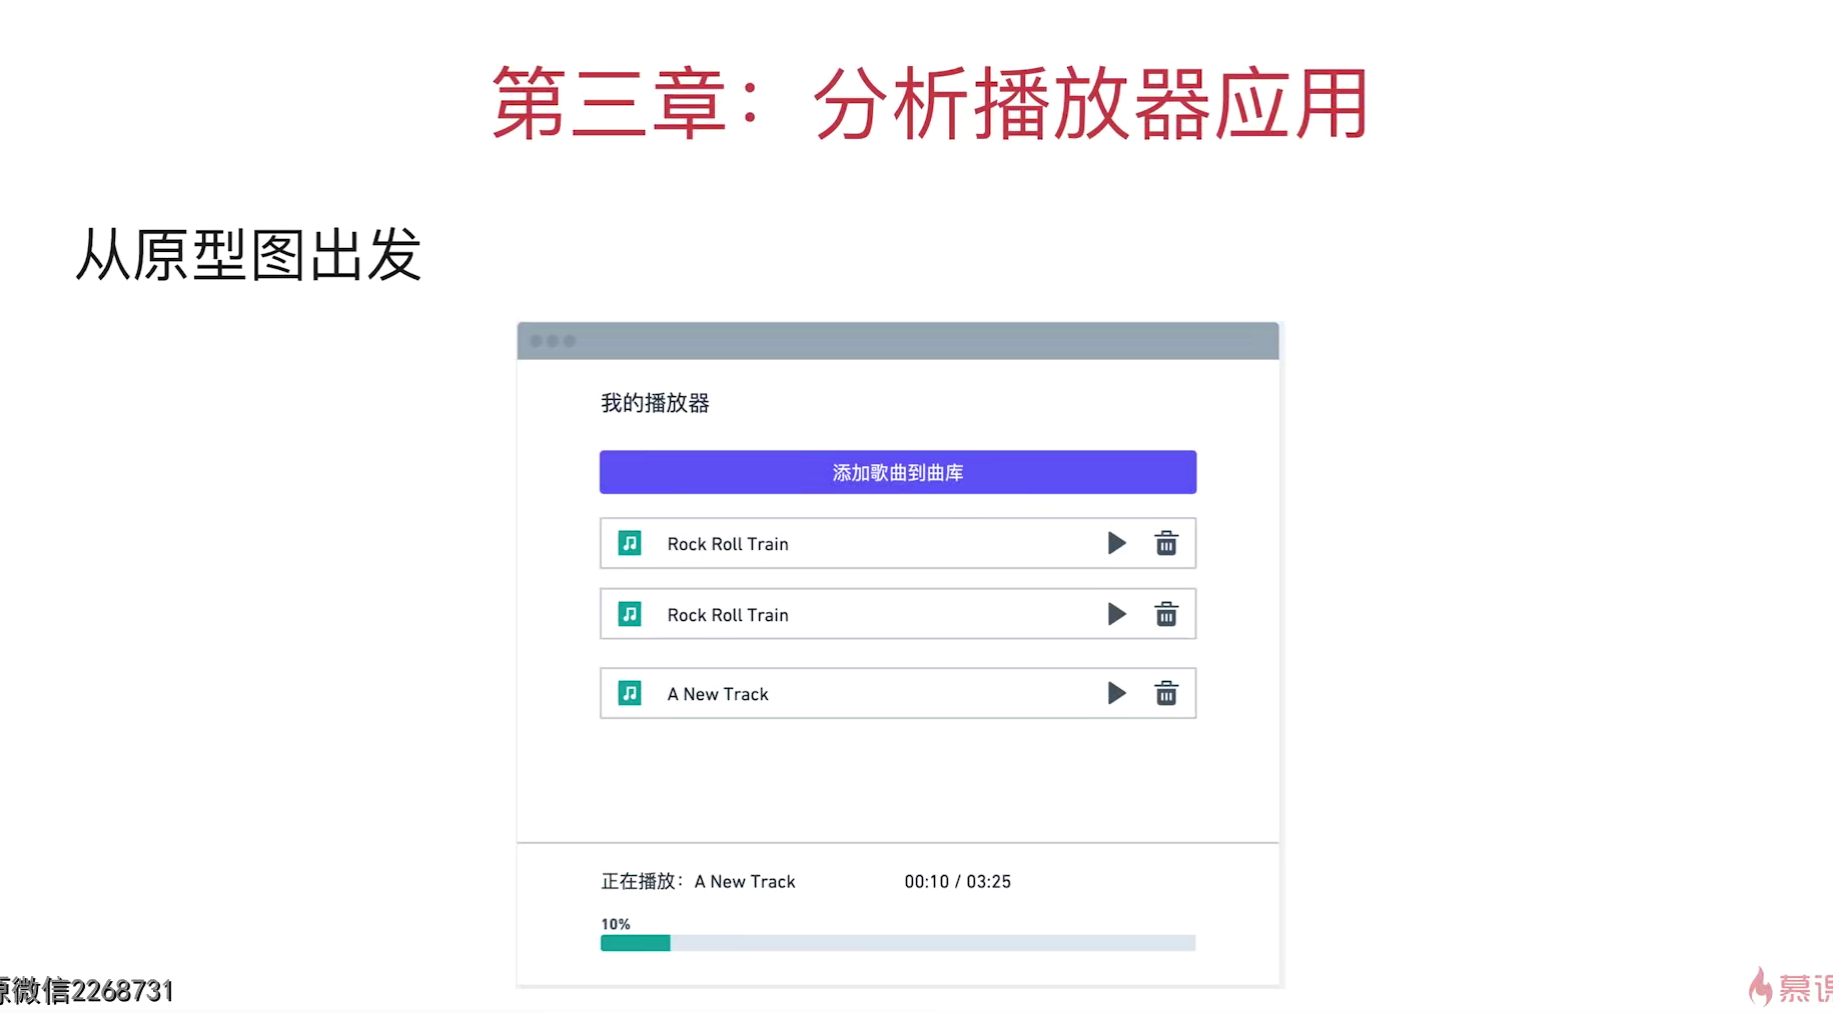 第三章：分析播放器应用
从原型图出发
我的播放器
添加歌曲到曲库
Rock Roll Train
Rock Roll Train
A New Track
正在播放：A New Track 00:10 / 03:25
10%
微信2268731
慕